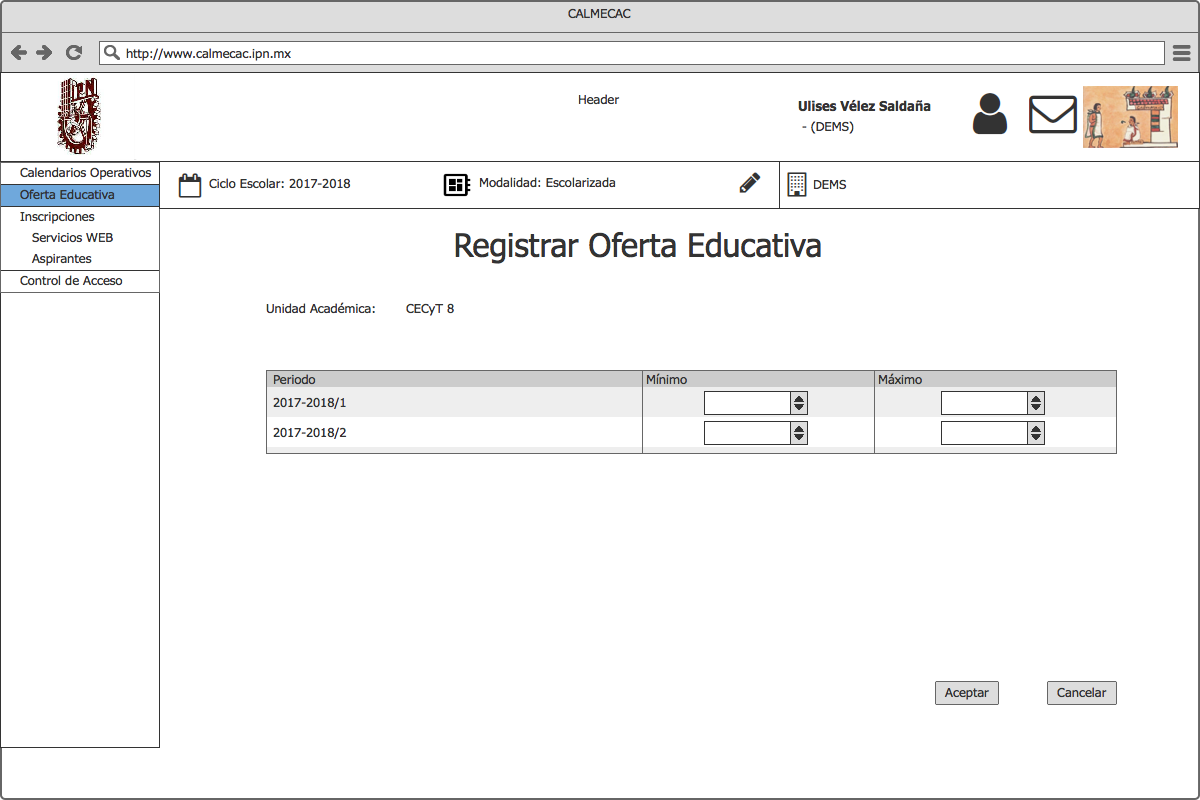 CALMECAC
http://www.calmecac.ipn.mx
IPN
Header
Ulises Vélez Saldaña
- (DEMS)
Calendarios Operativos
Oferta Educativa
Inscripciones
Servicios WEB
Aspirantes
Control de Acceso
Ciclo Escolar: 2017-2018
Modalidad: Escolarizada
DEMS
Registrar Oferta Educativa
Unidad Académica: CECyT 8
Periodo Mínimo Máximo
2017-2018/1
2017-2018/2
Aceptar Cancelar